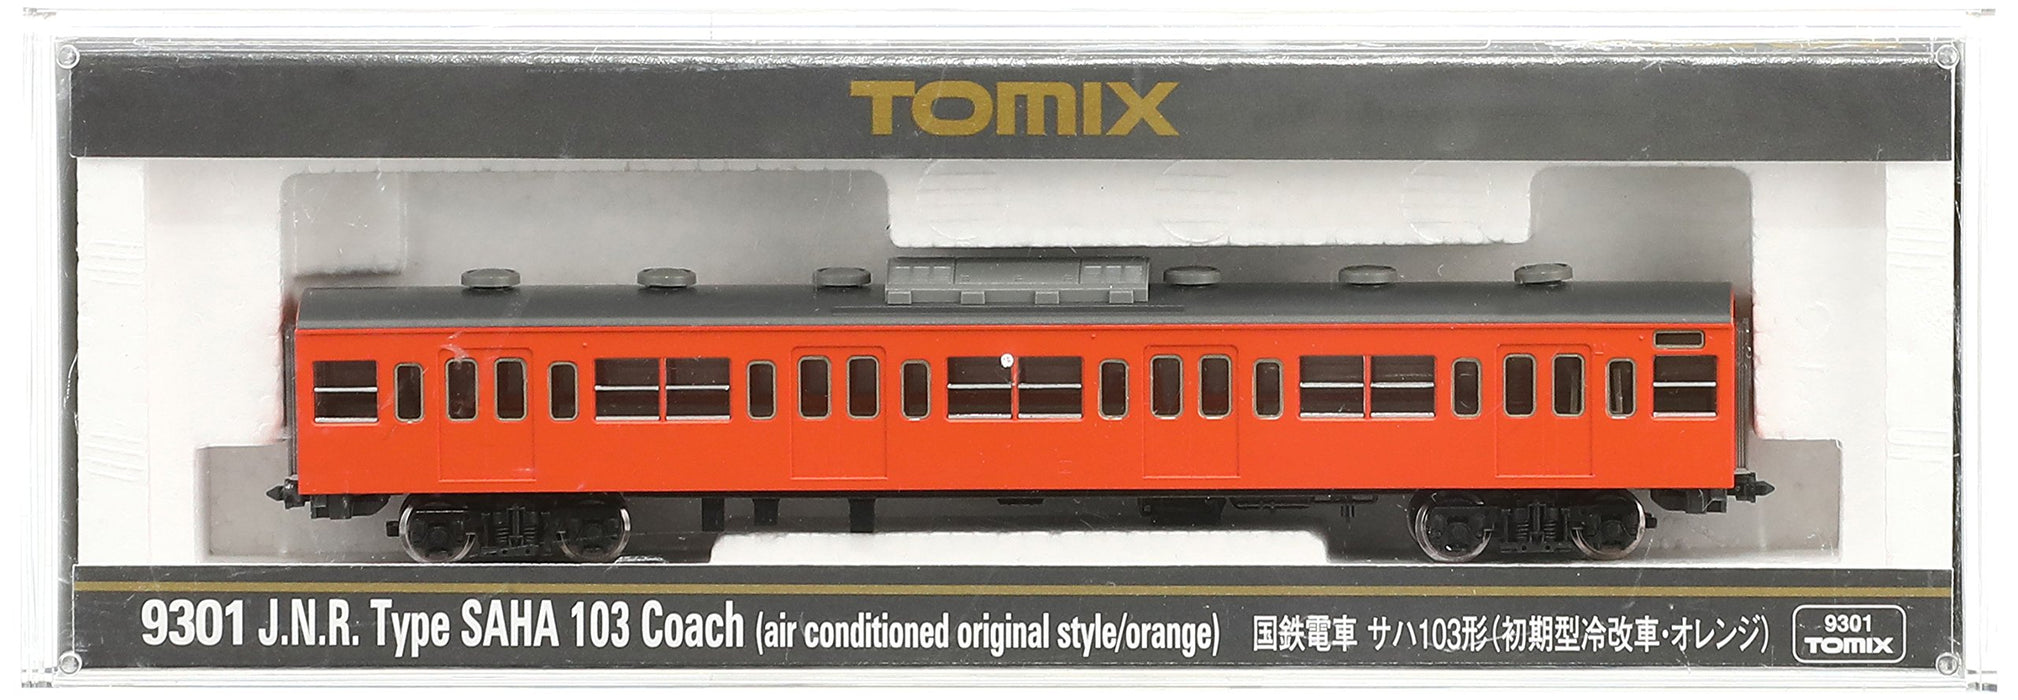 TOMIX
9301 J.N.R. Type SAHA 103 Coach (air conditioned original style/orange) 国鉄電車 サハ103形(初期型冷改車・オレンジ)
9301
TOMIX